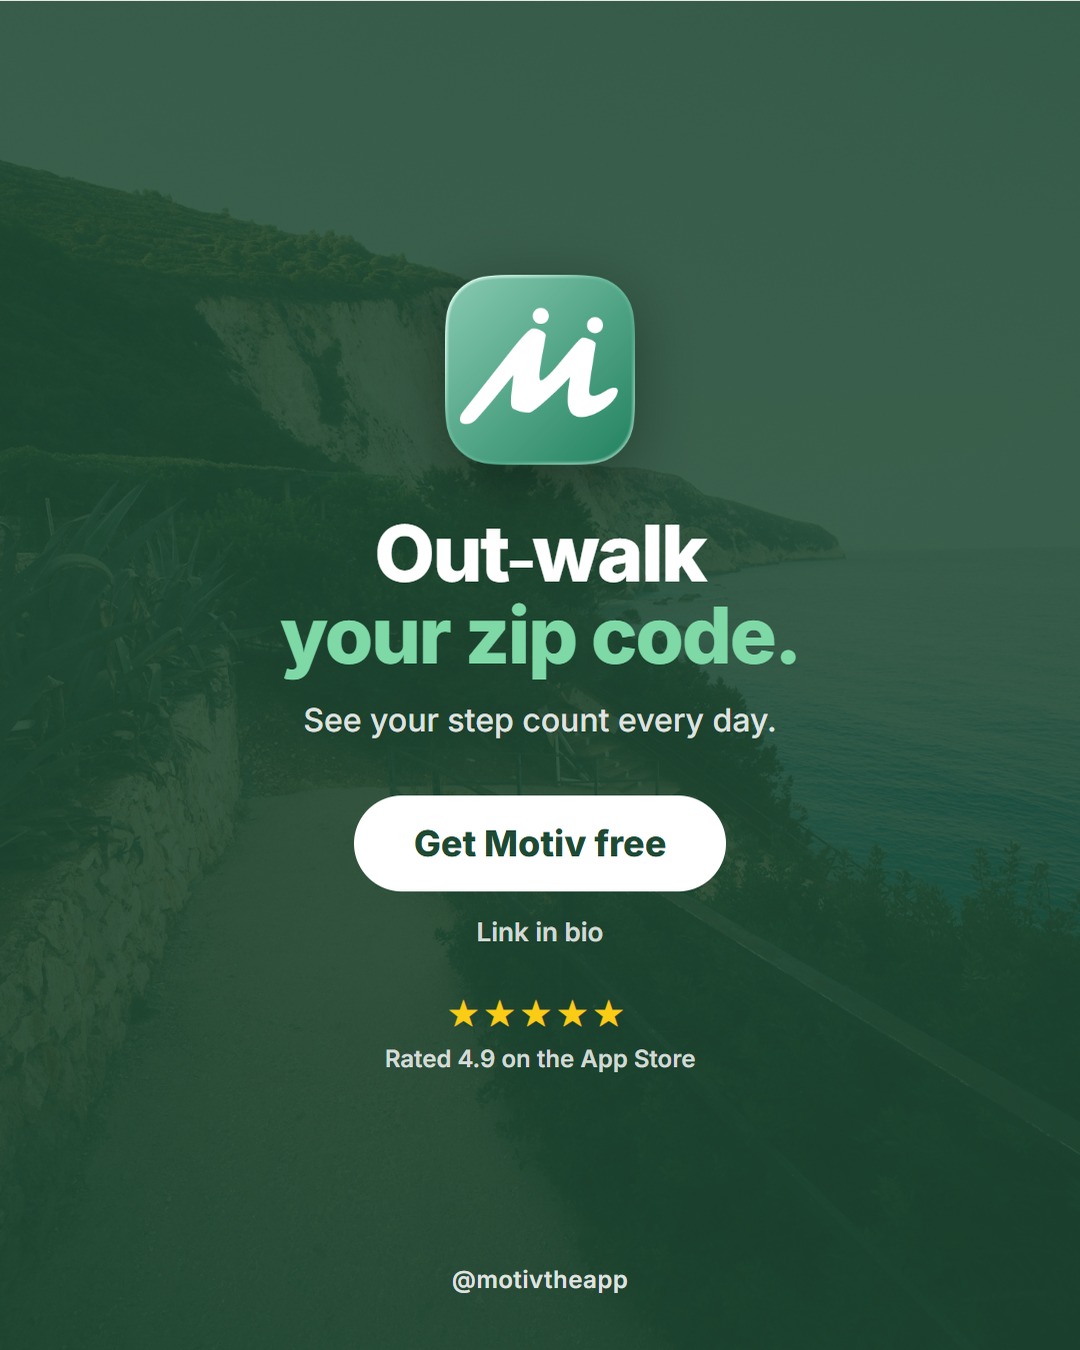 Out-walk
your zip code.
See your step count every day.
Get Motiv free
Link in bio
★★★★★
Rated 4.9 on the App Store
@motivtheapp